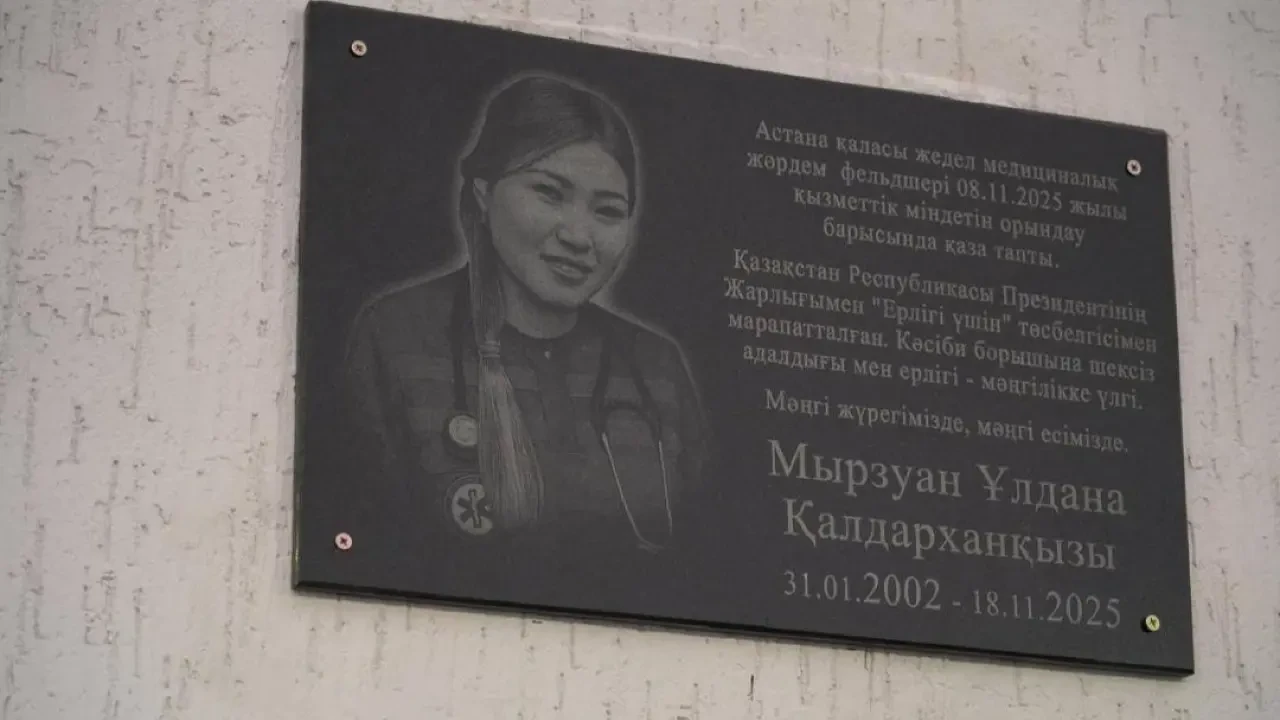 Астана қаласы жедел медициналық
жәрдем фельдшері 08.11.2025 жылы
қызметтік міндетін орындау
барысында қаза тапты.
Қазақстан Республикасы Президентінің
Жарлығымен "Ерлігі үшін" төсбелгісімен
марапатталған. Кәсіби борышына шексіз
адалдығы мен ерлігі - мәңгілікке үлгі.
Мәңгі жүрегімізде, мәңгі есімізде.
Мырзуан Ұлдана
Қалдарханқызы
31.01.2002 - 18.11.2025